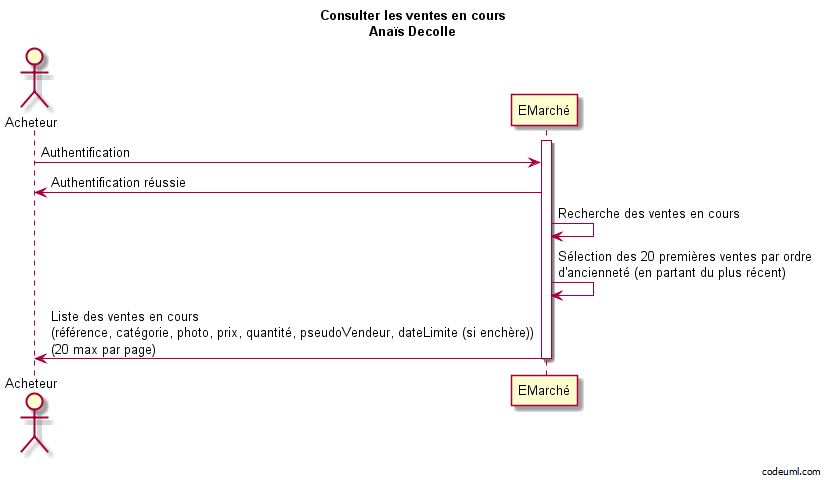 Consulter les ventes en cours
Anaïs Decolle
Acheteur
EMarché
Authentification
Authentification réussie
Recherche des ventes en cours
Sélection des 20 premières ventes par ordre
d'ancienneté (en partant du plus récent)
Liste des ventes en cours
(référence, catégorie, photo, prix, quantité, pseudoVendeur, dateLimite (si enchère))
(20 max par page)
Acheteur
EMarché
codeuml.com